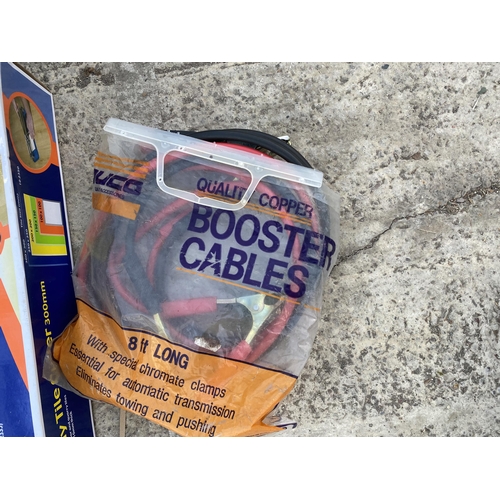 QUALITY COPPER
BOOSTER
CABLES
8 ft LONG
With special chromate clamps
Essential for automatic transmission
Eliminates towing and pushing
300mm